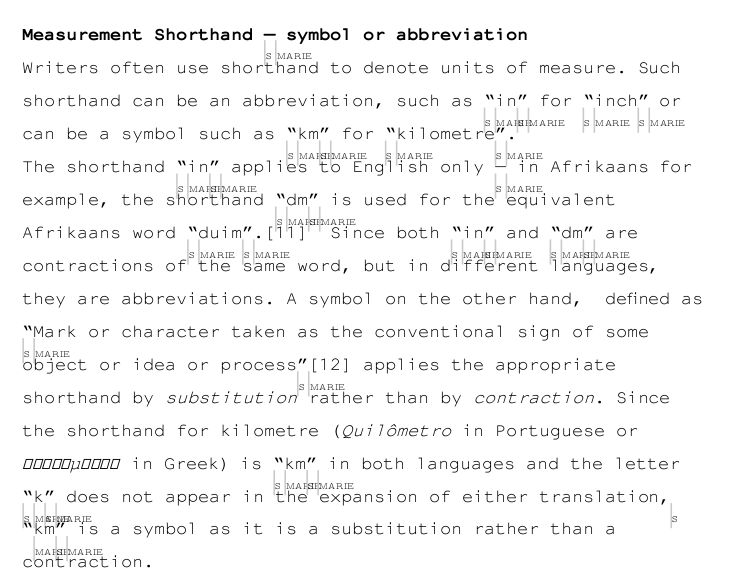 Measurement Shorthand — symbol or abbreviation
Writers often use shorthand to denote units of measure. Such
shorthand can be an abbreviation, such as “in” for “inch” or
can be a symbol such as “km” for “kilometre”.
The shorthand “in” applies to English only — in Afrikaans for
example, the shorthand “dm” is used for the equivalent
Afrikaans word “duim”.[11] Since both “in” and “dm” are
contractions of the same word, but in different languages,
they are abbreviations. A symbol on the other hand, defined as
“Mark or character taken as the conventional sign of some
object or idea or process”[12] applies the appropriate
shorthand by substitution rather than by contraction. Since
the shorthand for kilometre (Quilômetro in Portuguese or
µ in Greek) is “km” in both languages and the letter
“k” does not appear in the expansion of either translation,
“km” is a symbol as it is a substitution rather than a
contraction.